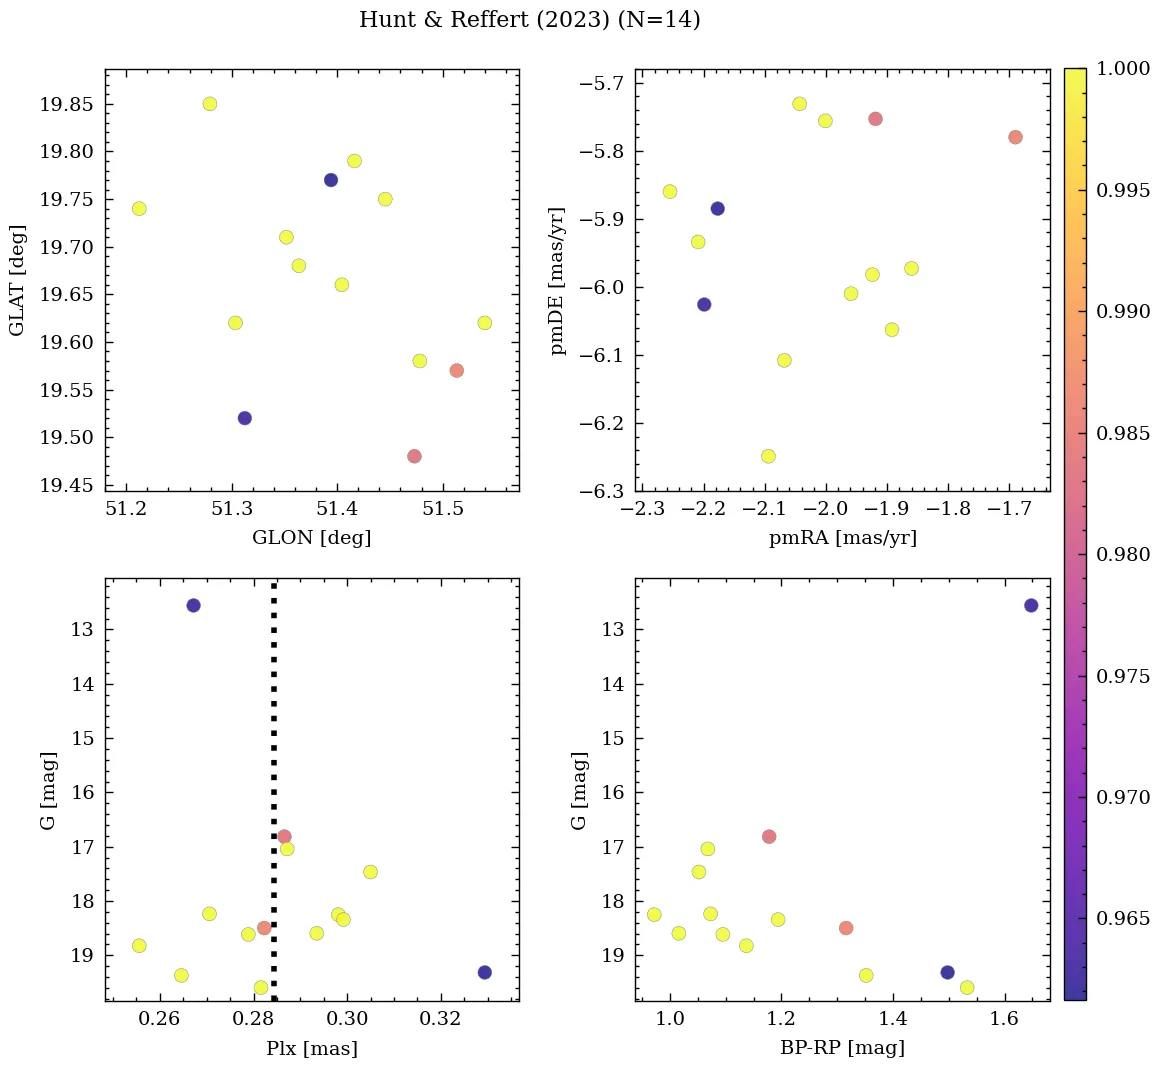 Hunt & Reffert (2023) (N=14)
19.85
19.80
19.75
19.70
19.65
19.60
19.55
19.50
19.45
GLAT [deg]
51.2 51.3 51.4 51.5
GLON [deg]
−5.7
−5.8
−5.9
−6.0
−6.1
−6.2
−6.3
pmDE [mas/yr]
−2.3 −2.2 −2.1 −2.0 −1.9 −1.8 −1.7
pmRA [mas/yr]
1.000
0.995
0.990
0.985
0.980
0.975
0.970
0.965
13
14
15
16
17
18
19
G [mag]
0.26 0.28 0.30 0.32
Plx [mas]
13
14
15
16
17
18
19
G [mag]
1.0 1.2 1.4 1.6
BP-RP [mag]